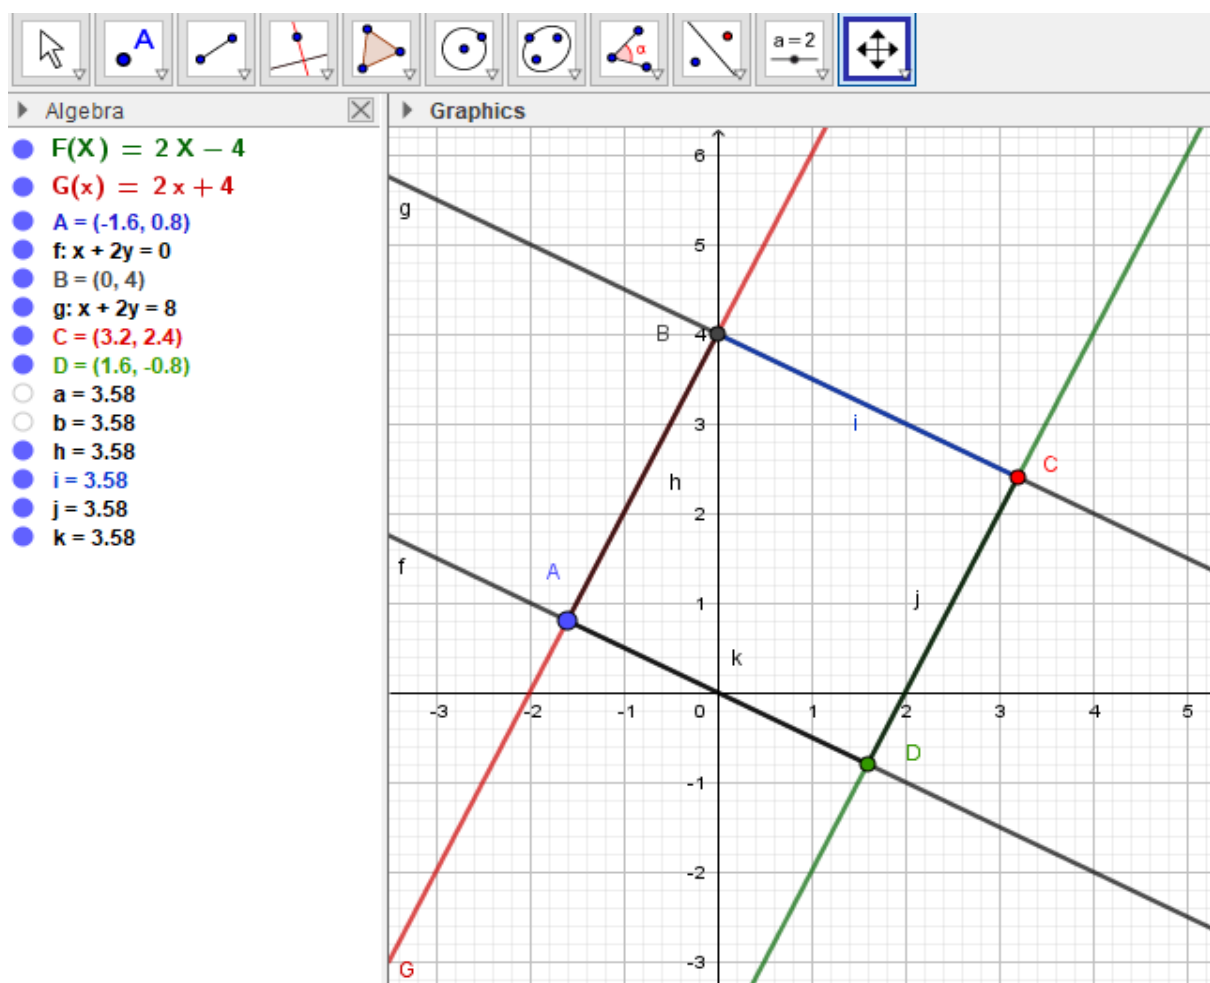 A
α
a = 2
Algebra
Graphics
F(X) = 2 X – 4
G(x) = 2 x + 4
A = (-1.6, 0.8)
f: x + 2y = 0
B = (0, 4)
g: x + 2y = 8
C = (3.2, 2.4)
D = (1.6, -0.8)
a = 3.58
b = 3.58
h = 3.58
i = 3.58
j = 3.58
k = 3.58
6
g
5
B
4
3
i
C
h
2
A
f
1
j
k
-3 -2 -1 0 1 2 3 4 5
D
-1
-2
-3
G